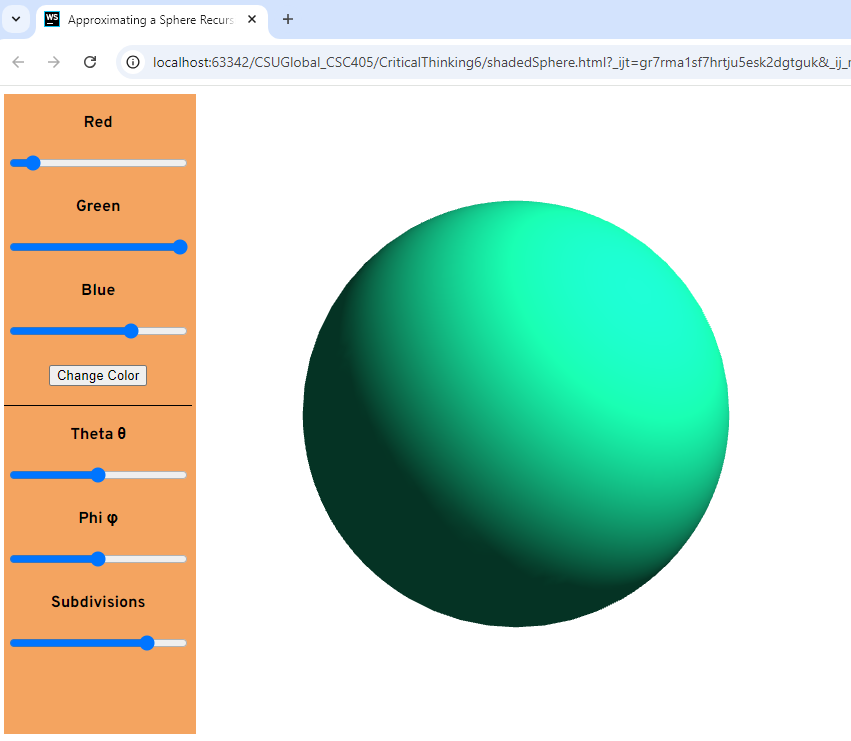 WS Approximating a Sphere Recurs
localhost:63342/CSUGlobal_CSC405/CriticalThinking6/shadedSphere.html?_ijt=gr7rma1sf7hrtju5esk2dgtguk&_ij_r
Red
Green
Blue
Change Color
Theta θ
Phi φ
Subdivisions